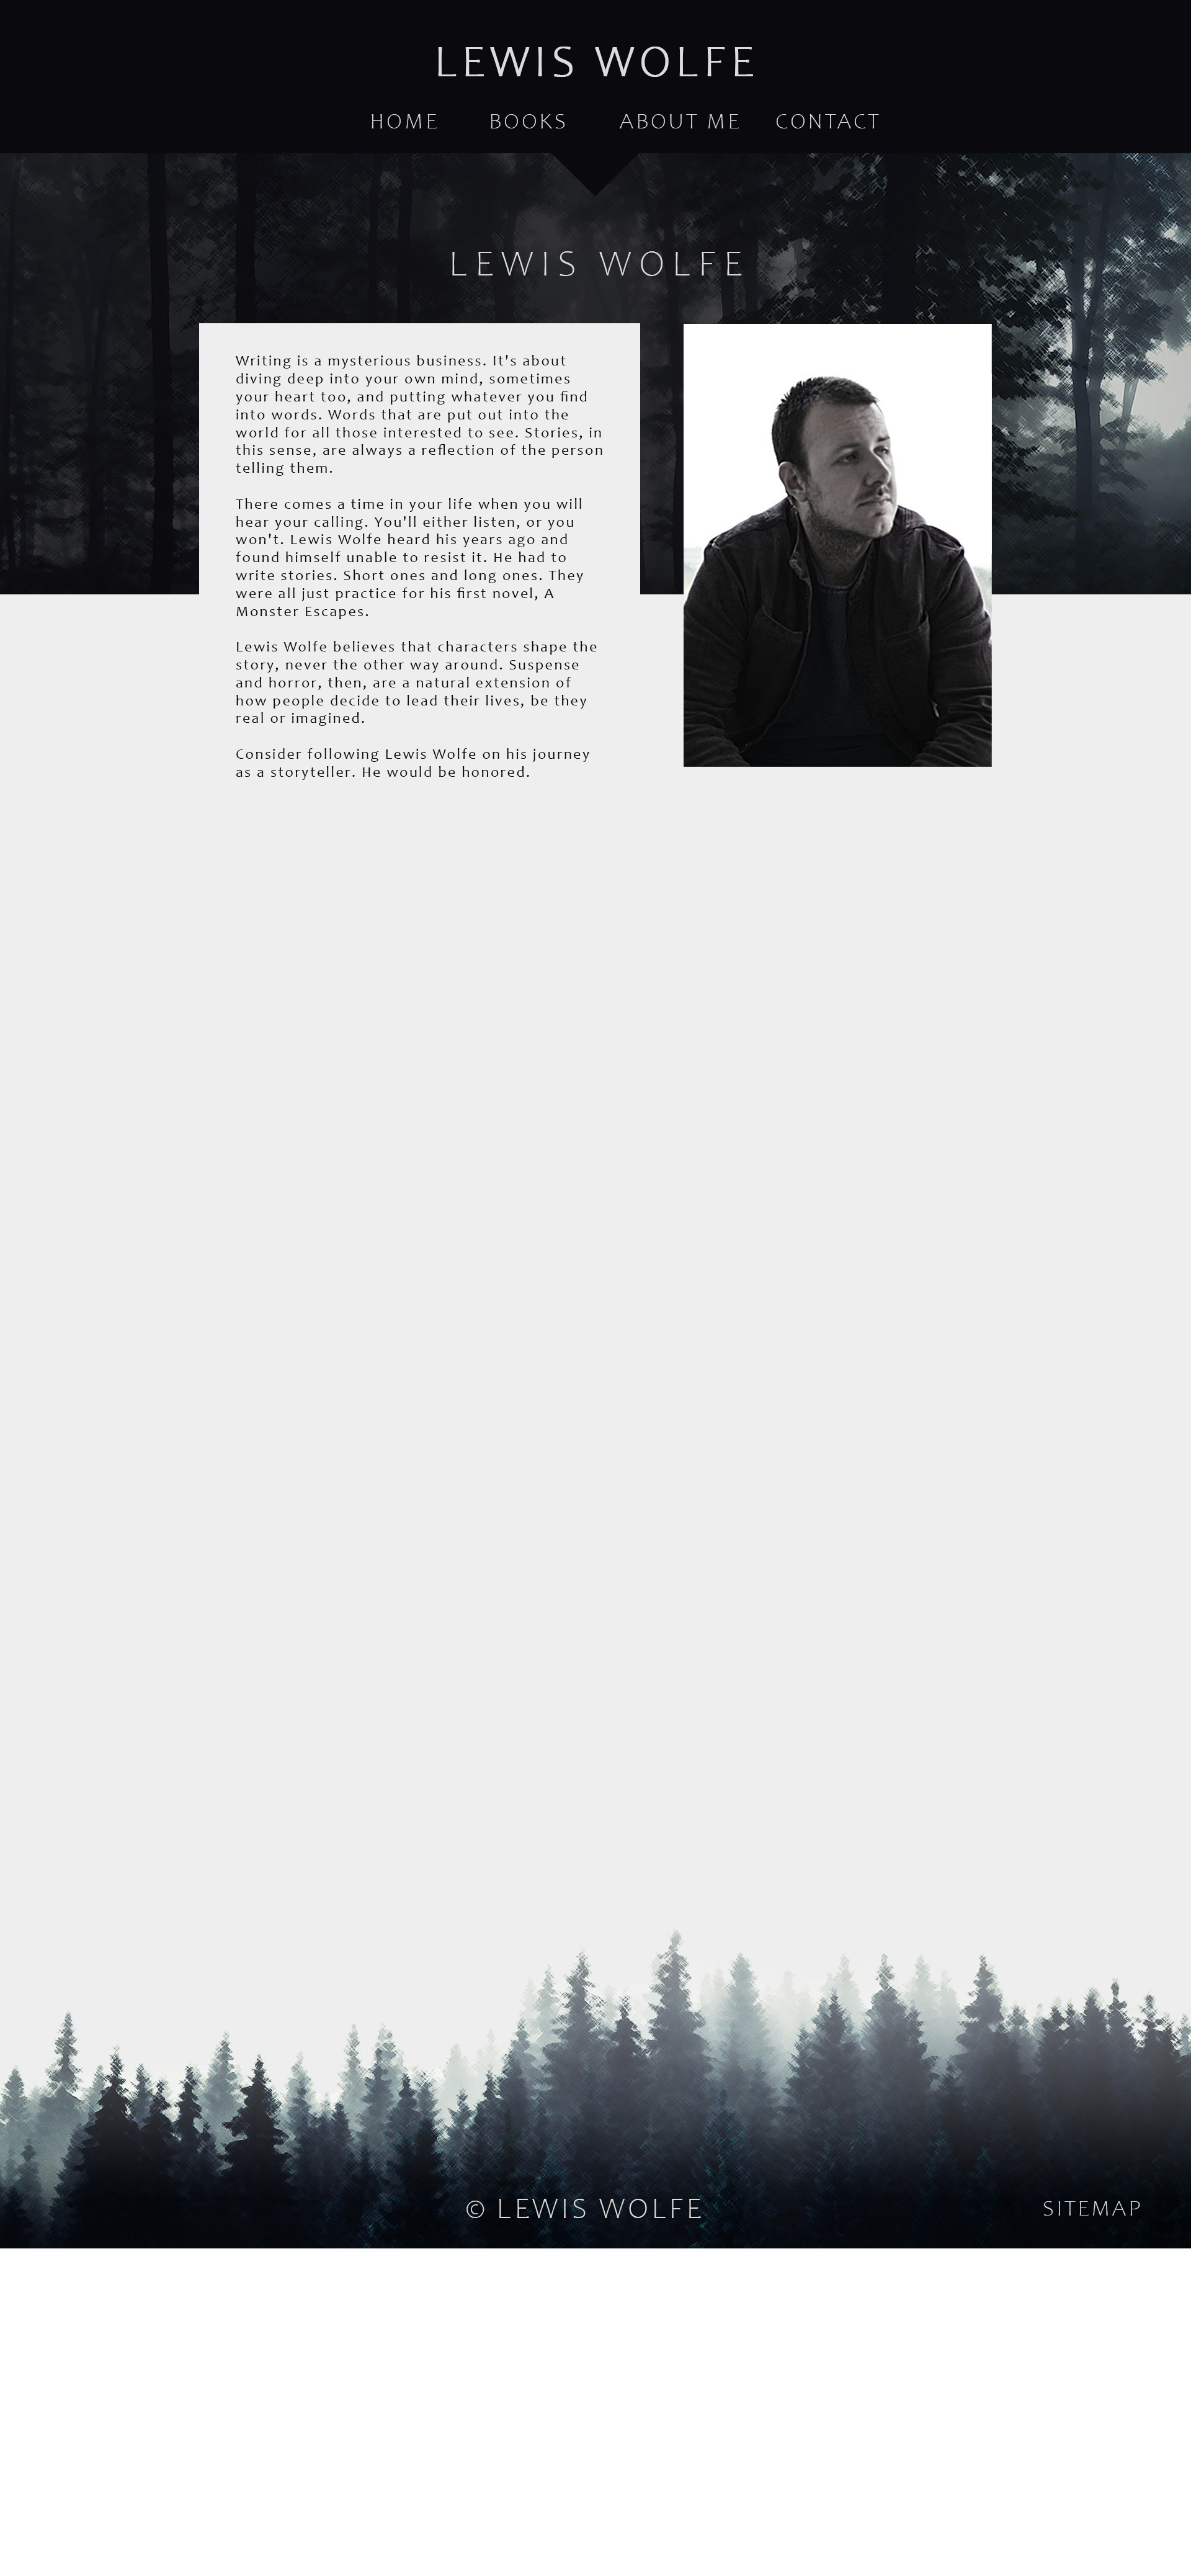 LEWIS WOLFE
HOME BOOKS ABOUT ME CONTACT
LEWIS WOLFE
Writing is a mysterious business. It's about
diving deep into your own mind, sometimes
your heart too, and putting whatever you find
into words. Words that are put out into the
world for all those interested to see. Stories, in
this sense, are always a reflection of the person
telling them.
There comes a time in your life when you will
hear your calling. You'll either listen, or you
won't. Lewis Wolfe heard his years ago and
found himself unable to resist it. He had to
write stories. Short ones and long ones. They
were all just practice for his first novel, A
Monster Escapes.
Lewis Wolfe believes that characters shape the
story, never the other way around. Suspense
and horror, then, are a natural extension of
how people decide to lead their lives, be they
real or imagined.
Consider following Lewis Wolfe on his journey
as a storyteller. He would be honored.
© LEWIS WOLFE
SITEMAP